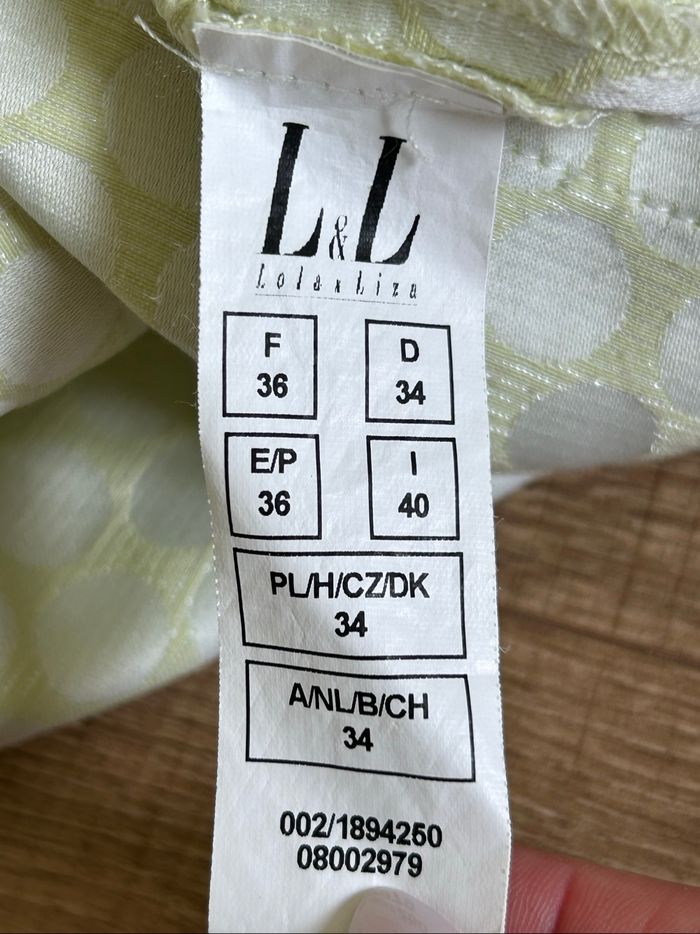 L&L
Lola&Liza
F D
36 34
E/P I
36 40
PL/H/CZ/DK
34
A/NL/B/CH
34
002/1894250
08002979